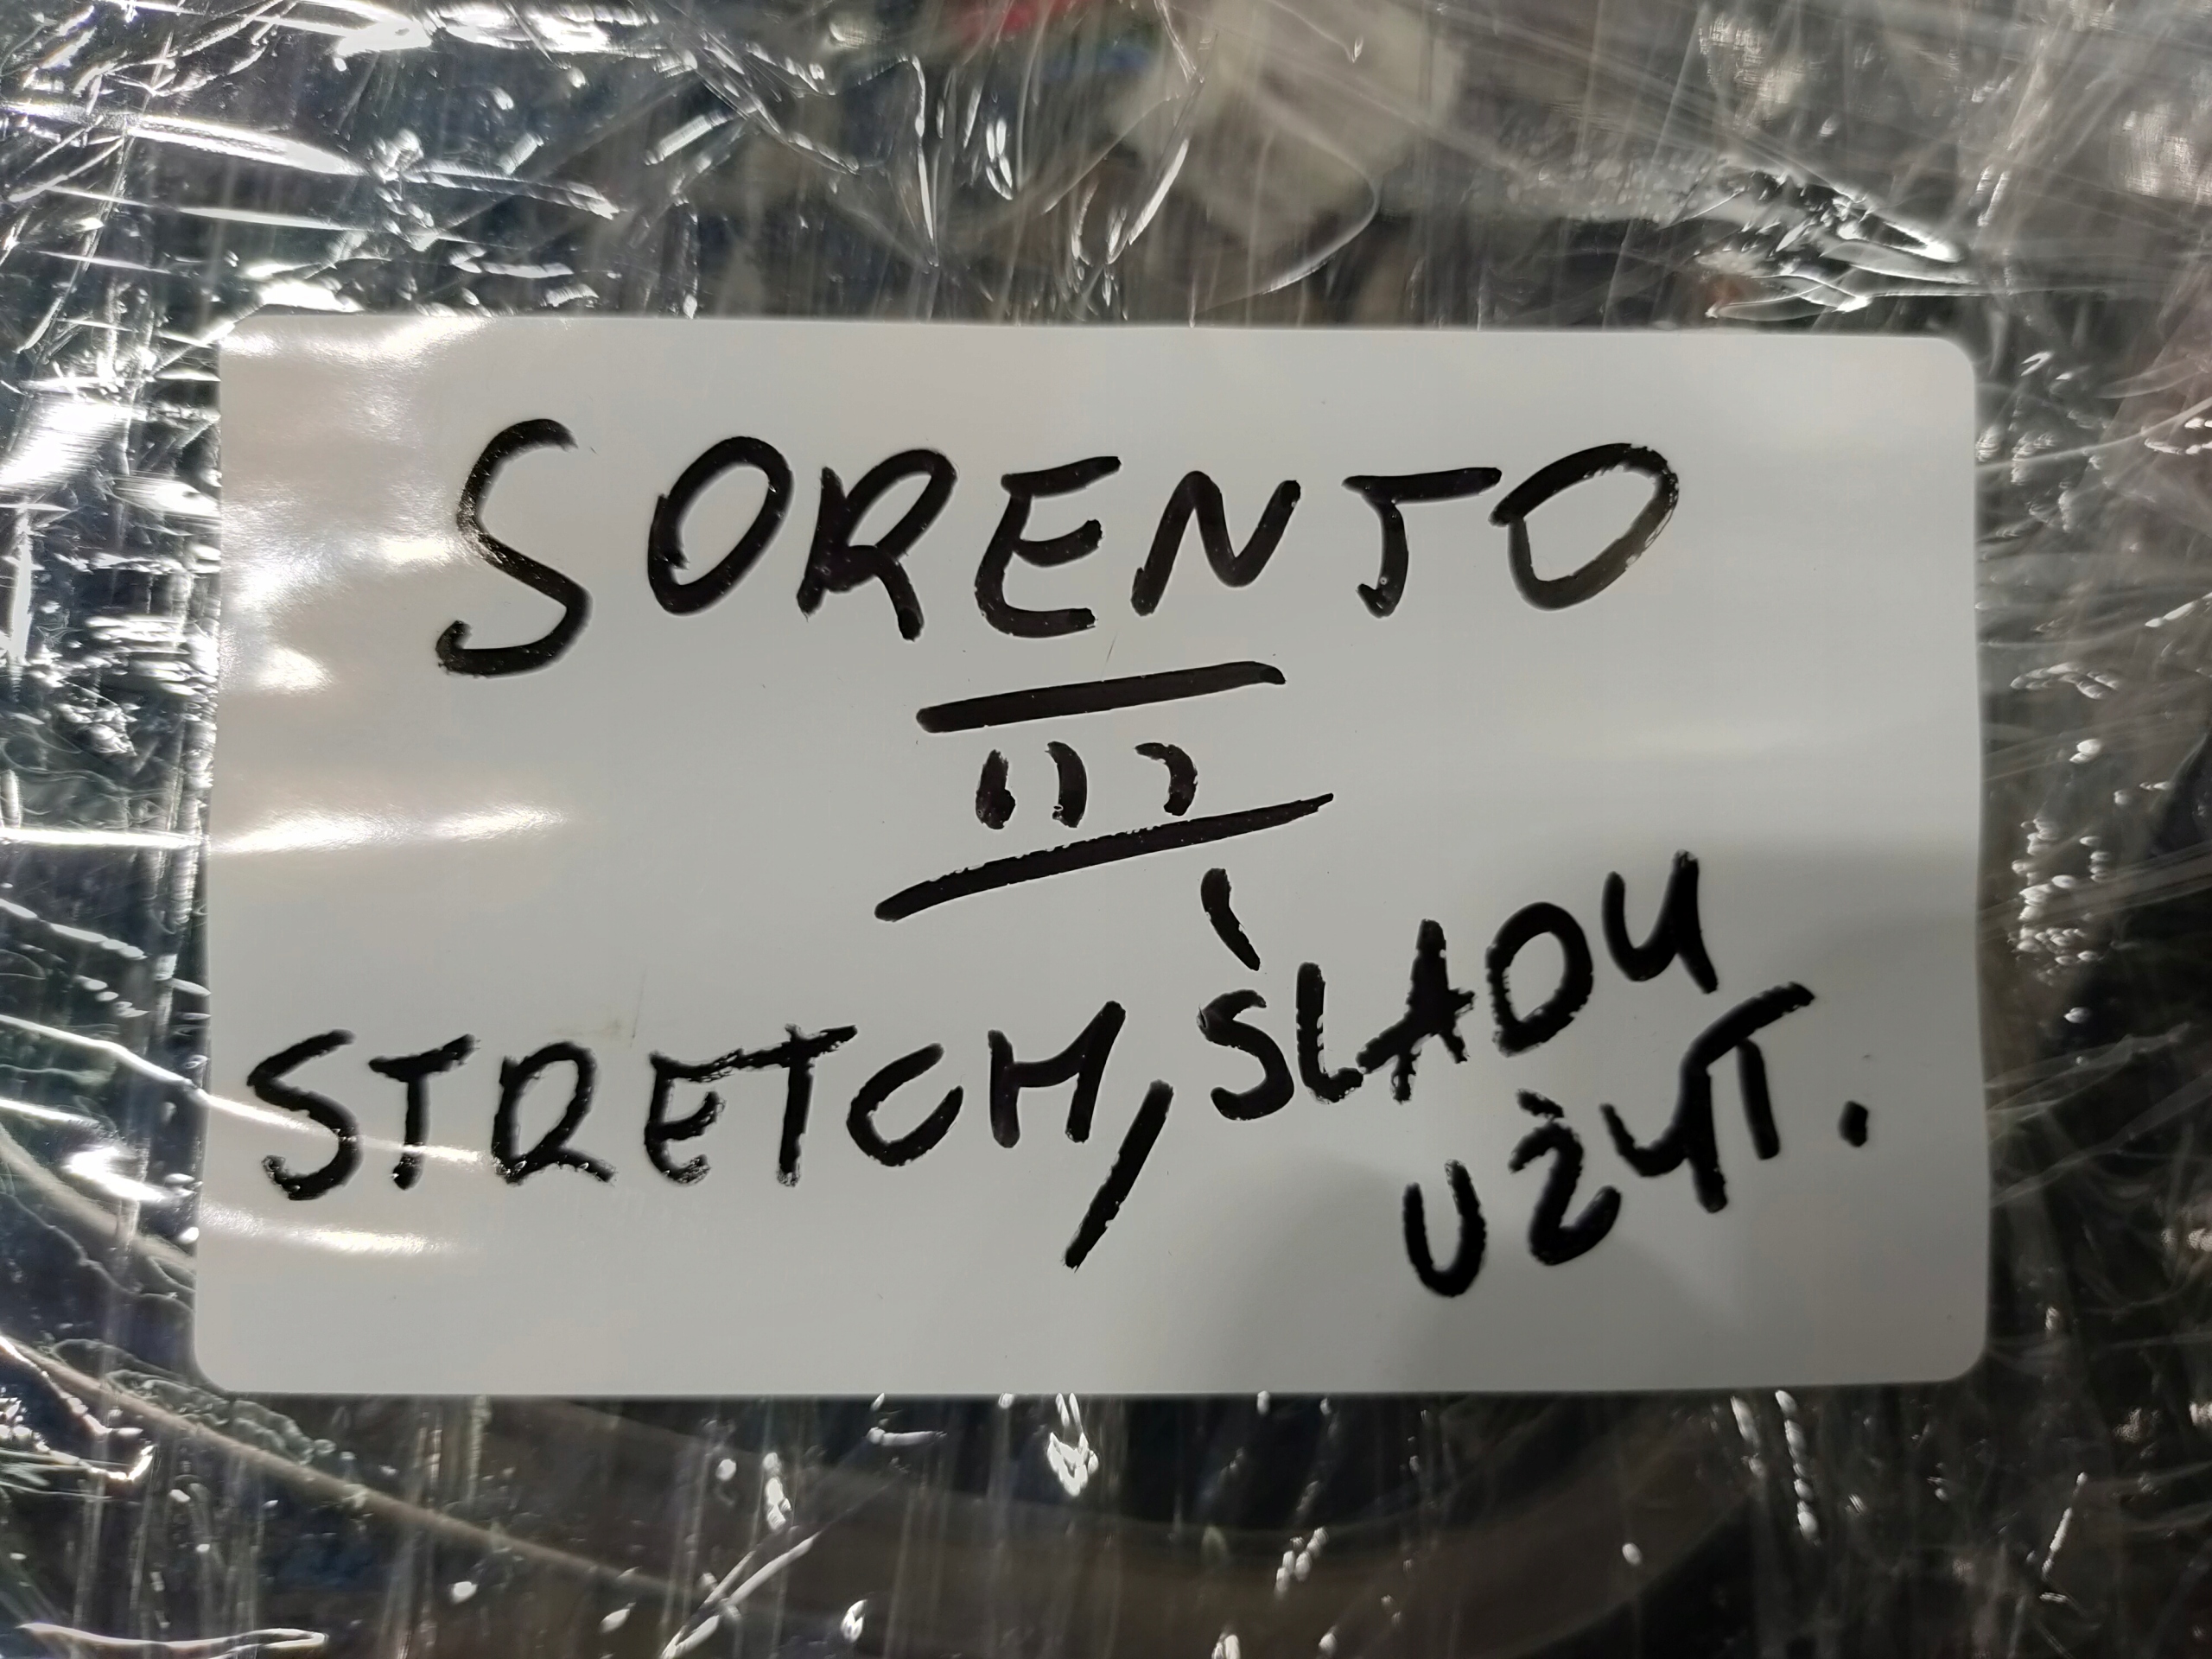 SORENTO
III
STRETCH, ŚLADY
UŻYT.